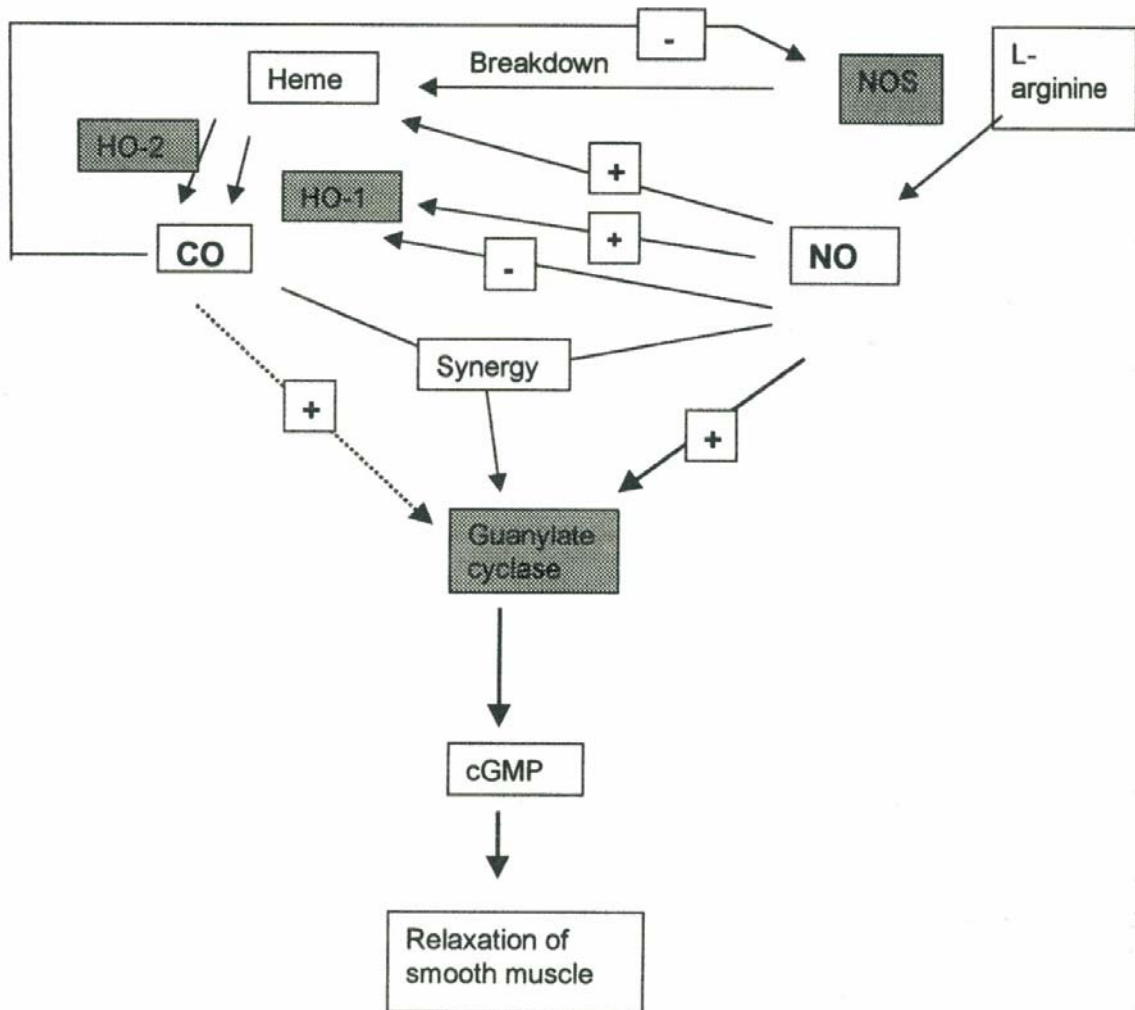 -
L-
arginine
Breakdown
Heme
NOS
HO-2
+
HO-1
+
CO
-
NO
Synergy
+
+
Guanylate
cyclase
cGMP
Relaxation of
smooth muscle